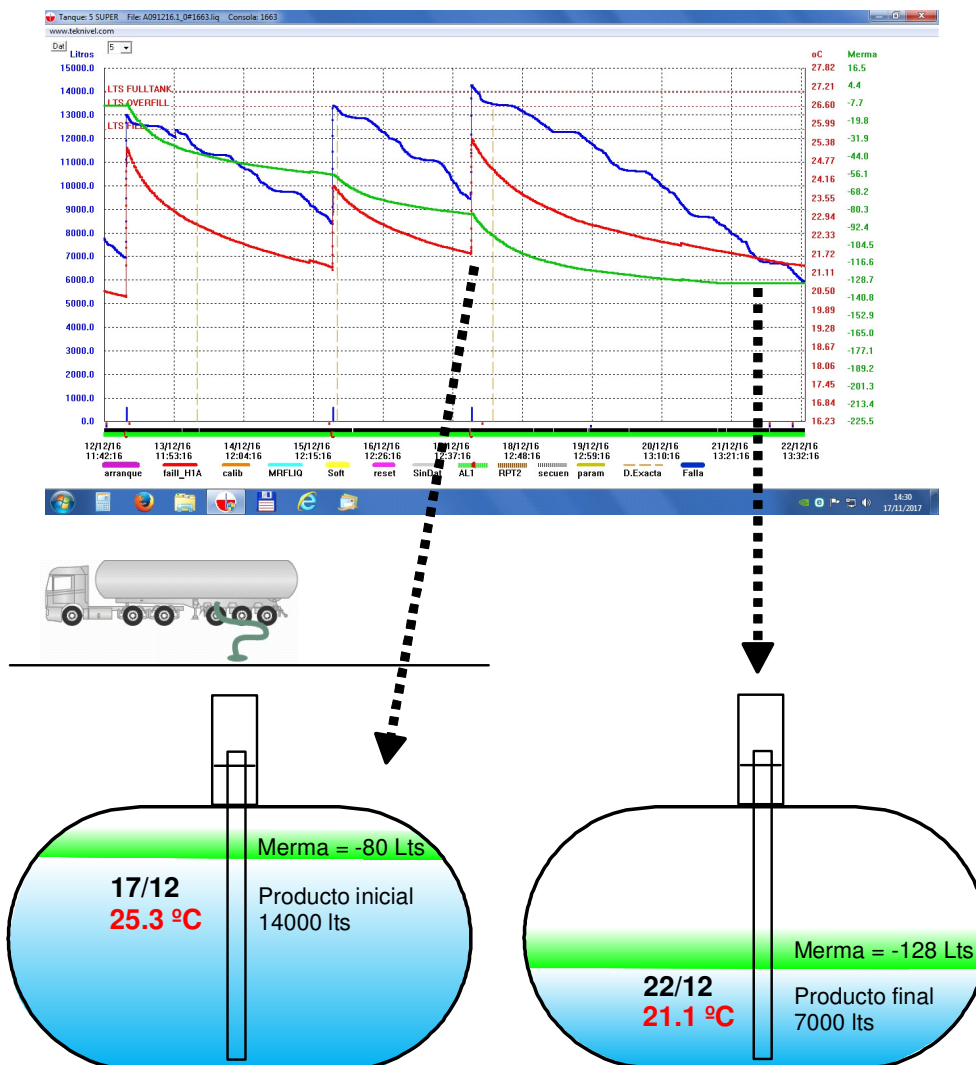 Tanque: 5 SUPER File: A091216.1_0#1663.liq Consola: 1663
www.teknivel.com
Dat 5
Litros oC Merma
15000.0 27.82 16.5
14000.0 LTS FULLTANK 27.21 4.4
13000.0 LTS OVERFILL 26.60 -7.7
12000.0 25.99 -19.8
11000.0 25.38 -31.9
10000.0 24.77 -44.0
9000.0 24.16 -56.1
8000.0 23.55 -68.2
7000.0 22.94 -80.3
6000.0 22.33 -92.4
5000.0 21.72 -104.5
4000.0 21.11 -116.6
3000.0 20.50 -128.7
2000.0 19.89 -140.8
1000.0 19.28 -152.9
0.0 18.67 -165.0
18.06 -177.1
17.45 -189.2
16.84 -201.3
16.23 -213.4
-225.5
12/12/16 13/12/16 14/12/16 15/12/16 16/12/16 18/12/16 19/12/16 20/12/16 21/12/16 22/12/16
11:42:16 11:53:16 12:04:16 12:15:16 12:26:16 12:37:16 12:48:16 12:59:16 13:10:16 13:21:16 13:32:16
arranque faill_H1A calib MRFLIQ Soft reset SinDat AL1 RPT2 secuen param D.Exacta Falla
14:30
17/11/2017
Merma = -80 Lts
17/12
25.3 ºC
Producto inicial
14000 lts
Merma = -128 Lts
22/12
21.1 ºC
Producto final
7000 lts